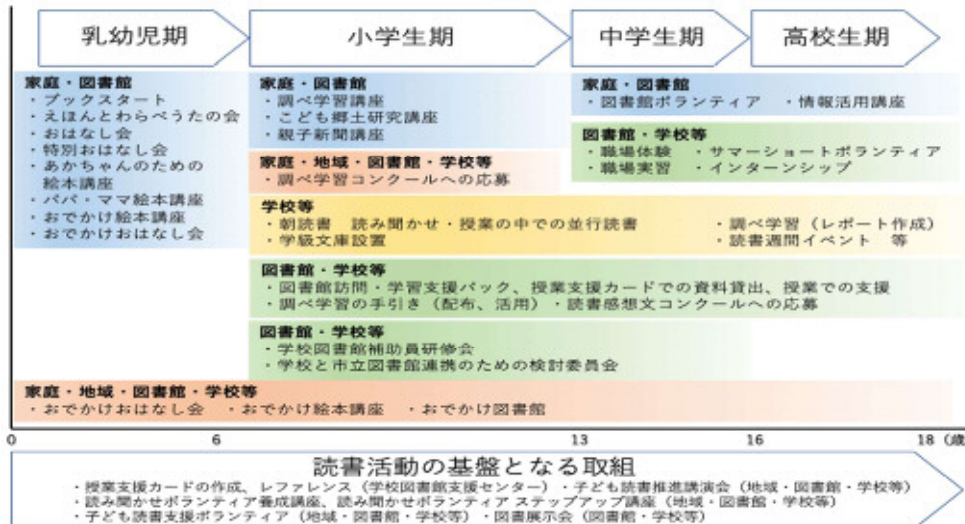 乳幼児期
小学生期
中学生期
高校生期
家庭・図書館
・ブックスタート
・えほんとわらべうたの会
・おはなし会
・特別おはなし会
・あかちゃんのための
絵本講座
・パパ・ママ絵本講座
・おでかけ絵本講座
・おでかけおはなし会
家庭・図書館
・調べ学習講座
・こども郷土研究講座
・親子新聞講座
家庭・地域・図書館・学校等
・調べ学習コンクールへの応募
家庭・図書館
・図書館ボランティア ・情報活用講座
図書館・学校等
・職場体験 ・サマーショートボランティア
・職場実習 ・インターンシップ
学校等
・朝読書 読み聞かせ・授業の中での並行読書 ・調べ学習（レポート作成）
・学級文庫設置 ・読書週間イベント 等
図書館・学校等
・図書館訪問・学習支援パック、授業支援カードでの資料貸出、授業での支援
・調べ学習の手引き（配布、活用）・読書感想文コンクールへの応募
図書館・学校等
・学校図書館補助員研修会
・学校と市立図書館連携のための検討委員会
家庭・地域・図書館・学校等
・おでかけおはなし会 ・おでかけ絵本講座 ・おでかけ図書館
0 6 13 16 18（歳
読書活動の基盤となる取組
・授業支援カードの作成、レファレンス（学校図書館支援センター）・子ども読書推進講演会（地域・図書館・学校等）
・読み聞かせボランティア養成講座、読み聞かせボランティア ステップアップ講座（地域・図書館・学校等）
・子ども読書支援ボランティア（地域・図書館・学校等）・図書展示会（図書館・学校等）